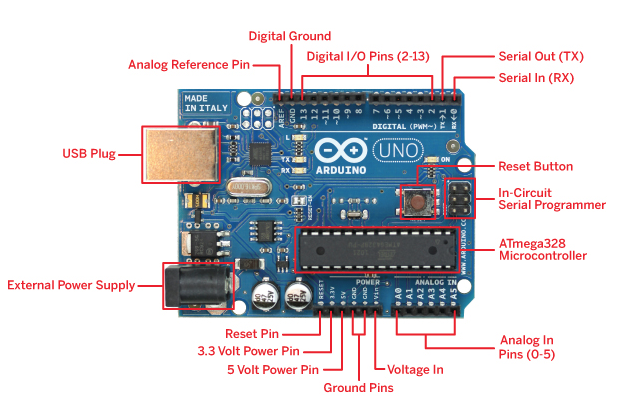 Digital Ground
Digital I/O Pins (2-13)
Serial Out (TX)
Analog Reference Pin
Serial In (RX)
MADE
IN ITALY
AREF
GND
13
12
~11
~10
~9
8
7
~6
~5
4
~3
2
TX→1
RX←0
DIGITAL (PWM~)
L
TX
RX
ARDUINO
UNO
ON
USB Plug
Reset Button
In-Circuit
Serial Programmer
RESET-EN
ATmega328
Microcontroller
WWW.ARDUINO.CC
External Power Supply
POWER
ANALOG IN
RESET
3.3V
5V
GND
GND
Vin
A0
A1
A2
A3
A4
A5
Reset Pin
3.3 Volt Power Pin
5 Volt Power Pin
Ground Pins
Voltage In
Analog In
Pins (0-5)